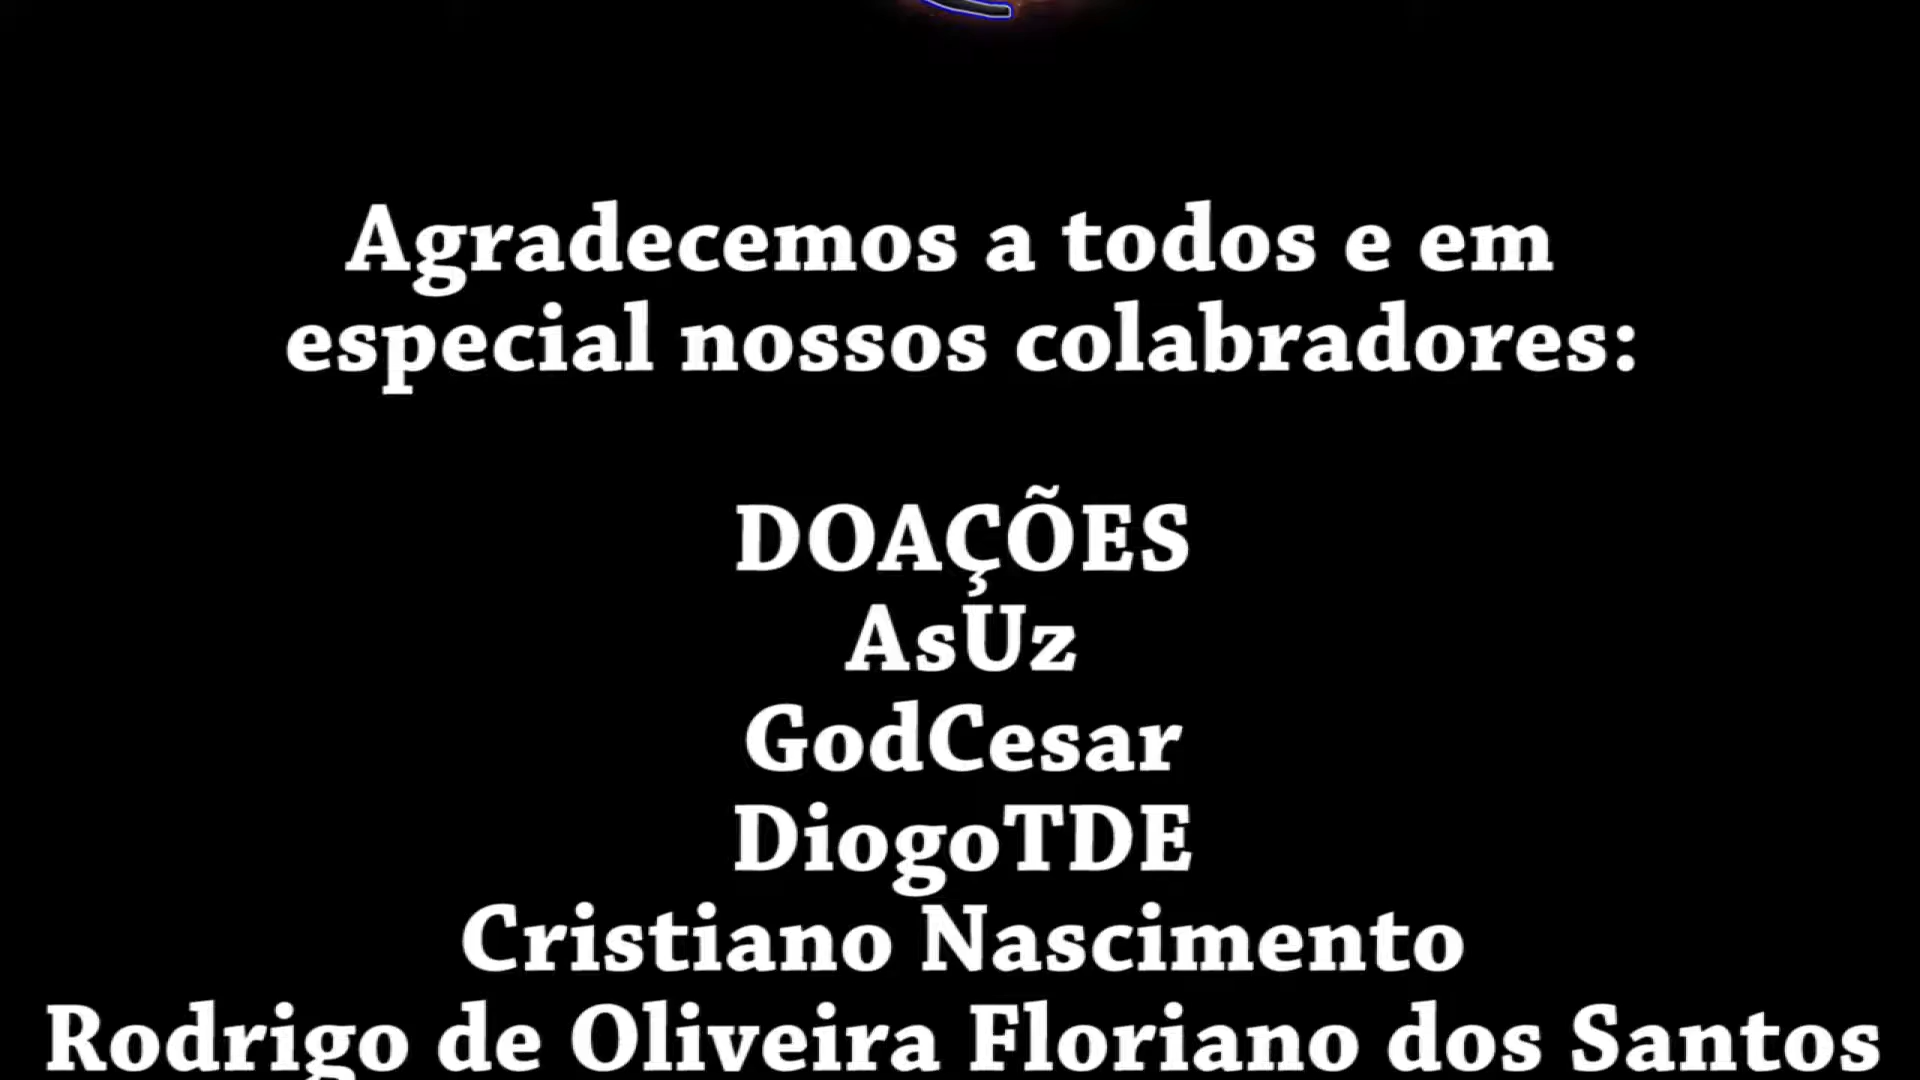 Agradecemos a todos e em
especial nossos colabradores:
DOAÇÕES
AsUz
GodCesar
DiogoTDE
Cristiano Nascimento
Rodrigo de Oliveira Floriano dos Santos